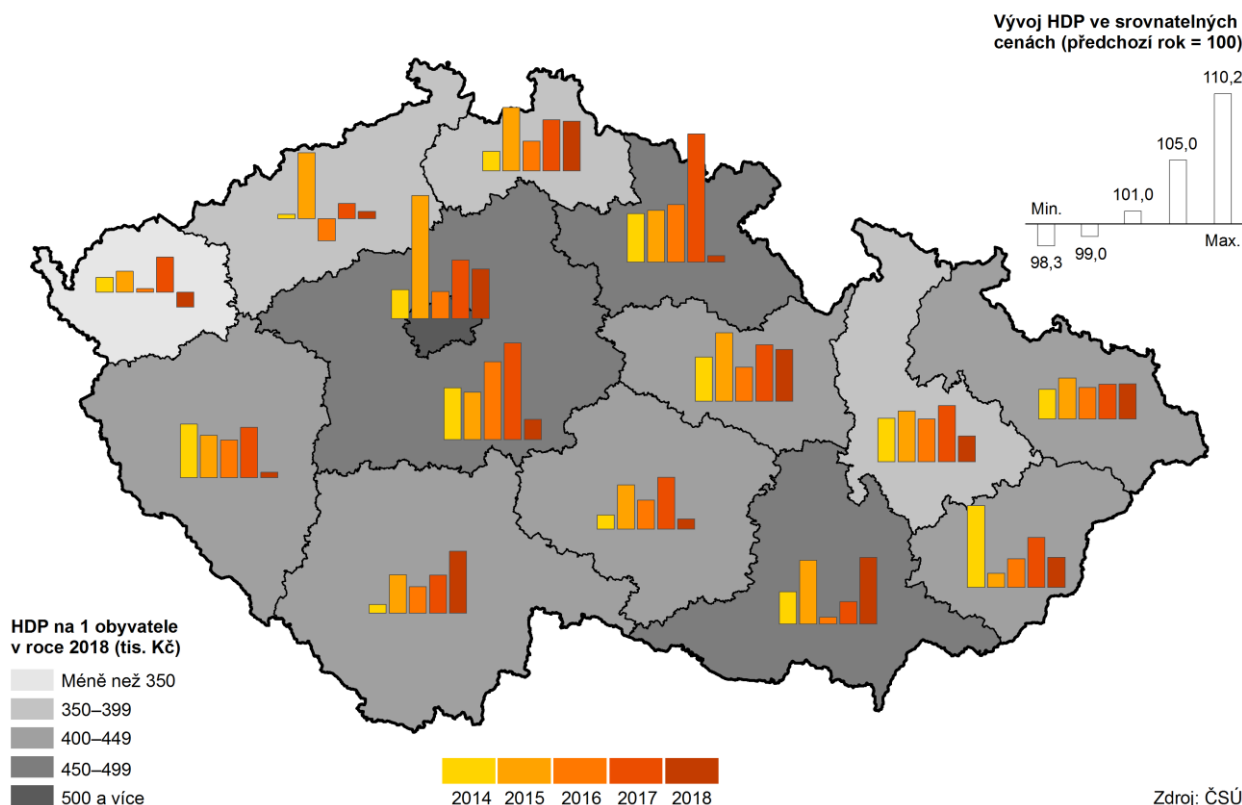 Vývoj HDP ve srovnatelných
cenách (předchozí rok = 100)
110,2
105,0
101,0
Min.
Max.
98,3
99,0
HDP na 1 obyvatele
v roce 2018 (tis. Kč)
Méně než 350
350–399
400–449
450–499
500 a více
2014 2015 2016 2017 2018
Zdroj: ČSÚ